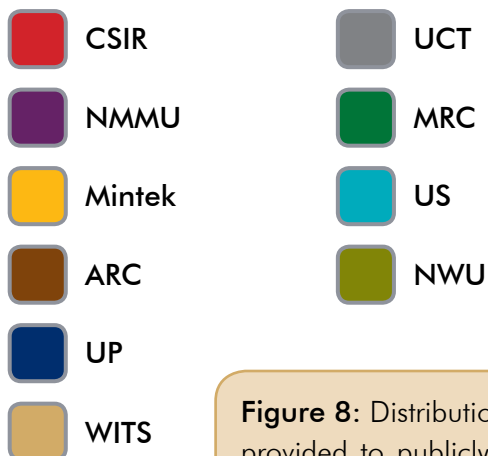 CSIR
NMMU
Mintek
ARC
UP
WITS
UCT
MRC
US
NWU
Figure 8: Distributio
provided to publicly